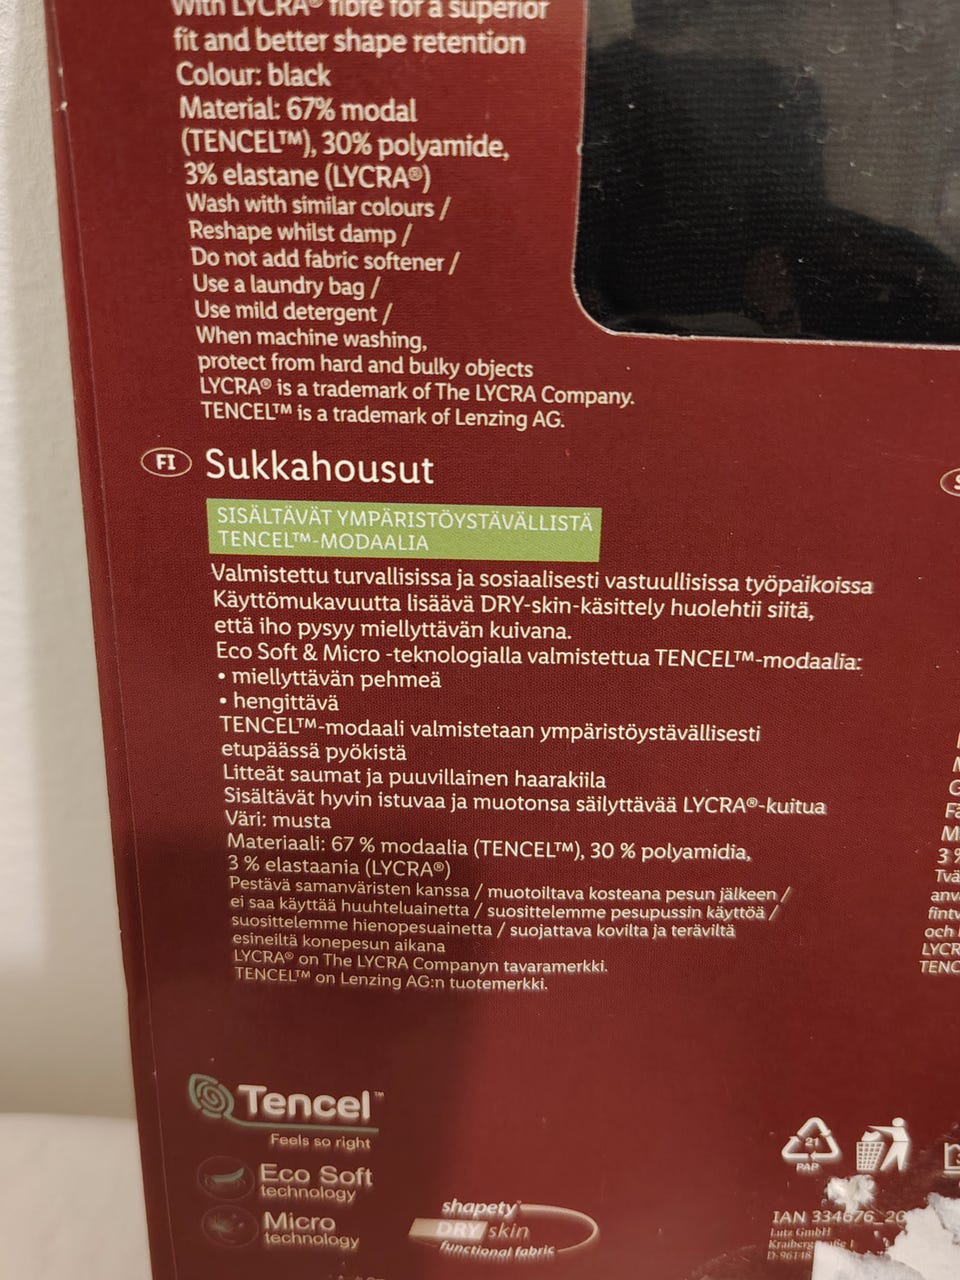 With LYCRA® fibre for a superior
fit and better shape retention
Colour: black
Material: 67% modal
(TENCEL™), 30% polyamide,
3% elastane (LYCRA®)
Wash with similar colours /
Reshape whilst damp /
Do not add fabric softener /
Use a laundry bag /
Use mild detergent /
When machine washing,
protect from hard and bulky objects
LYCRA® is a trademark of The LYCRA Company.
TENCEL™ is a trademark of Lenzing AG.
FI Sukkahousut
SISÄLTÄVÄT YMPÄRISTÖYSTÄVÄLLISTÄ
TENCEL™-MODAALIA
Valmistettu turvallisissa ja sosiaalisesti vastuullisissa työpaikoissa
Käyttömukavuutta lisäävä DRY-skin-käsittely huolehtii siitä,
että iho pysyy miellyttävän kuivana.
Eco Soft & Micro -teknologialla valmistettua TENCEL™-modaalia:
• miellyttävän pehmeä
• hengittävä
TENCEL™-modaali valmistetaan ympäristöystävällisesti
etupäässä pyökistä
Litteät saumat ja puuvillainen haarakiila
Sisältävät hyvin istuvaa ja muotonsa säilyttävää LYCRA®-kuitua
Väri: musta
Materiaali: 67 % modaalia (TENCEL™), 30 % polyamidia,
3 % elastaania (LYCRA®)
Pestävä samanväristen kanssa / muotoiltava kosteana pesun jälkeen /
ei saa käyttää huuhteluainetta / suosittelemme pesupussin käyttöä /
suosittelemme hienopesuainetta / suojattava kovilta ja teräviltä
esineiltä konepesun aikana
LYCRA® on The LYCRA Companyn tavaramerkki.
TENCEL™ on Lenzing AG:n tuotemerkki.
Tencel™
Feels so right
Eco Soft
technology
Micro
technology
shapety
DRY skin
functional fabric
21
PAP
IAN 334676_20
Lutz GmbH
D-96148